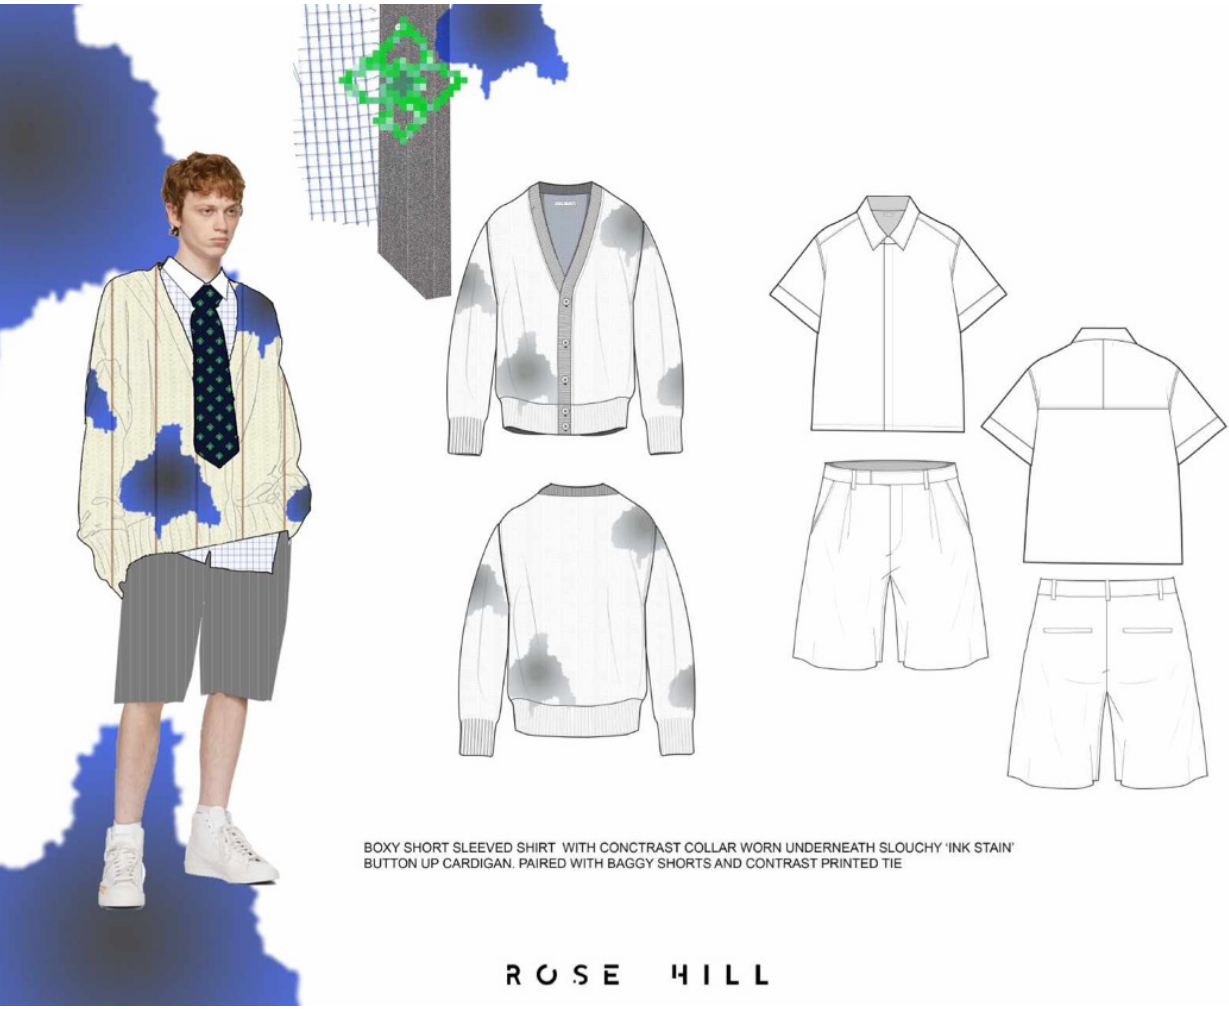 BOXY SHORT SLEEVED SHIRT WITH CONCTRAST COLLAR WORN UNDERNEATH SLOUCHY ‘INK STAIN’
BUTTON UP CARDIGAN. PAIRED WITH BAGGY SHORTS AND CONTRAST PRINTED TIE
ROSE HILL